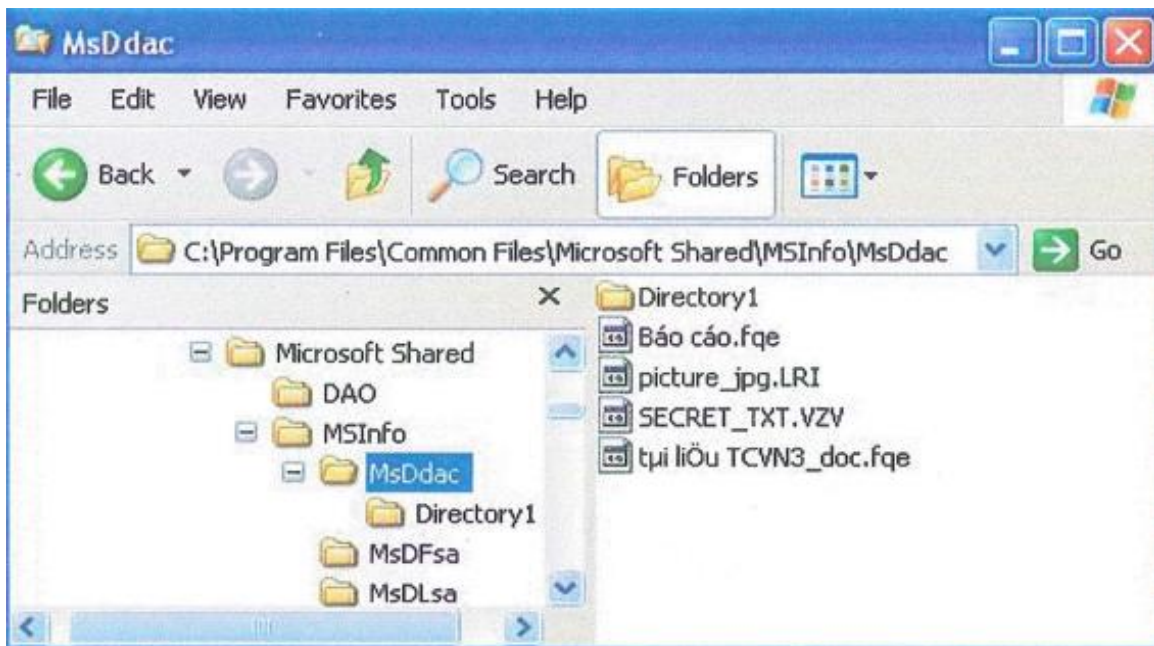 MsDdac
File Edit View Favorites Tools Help
Back Search Folders
Address C:\Program Files\Common Files\Microsoft Shared\MSInfo\MsDdac Go
Folders
Microsoft Shared
DAO
MSInfo
MsDdac
Directory1
MsDFsa
MsDLsa
Directory1
Báo cáo.fqe
picture_jpg.LRI
SECRET_TXT.VZV
tµi liÖu TCVN3_doc.fqe